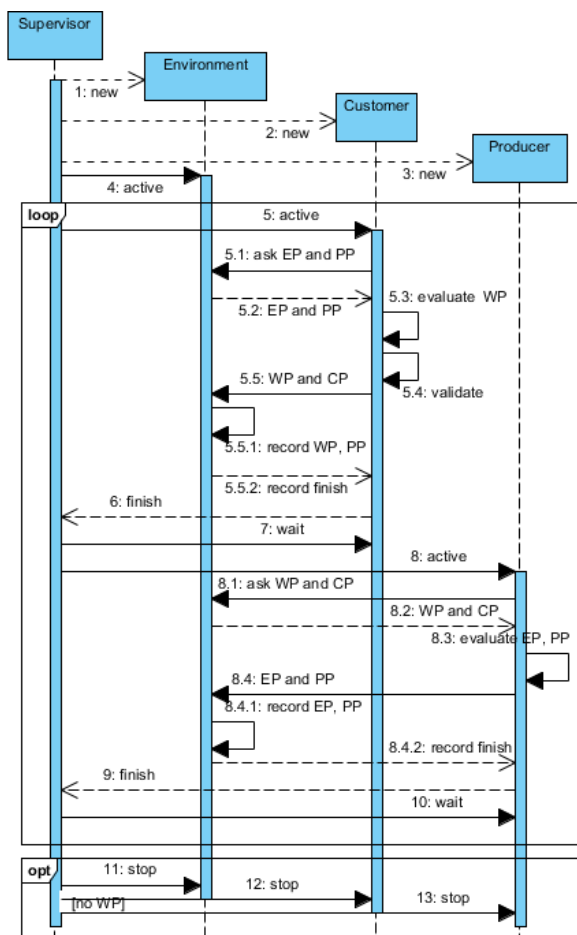 Supervisor
Environment
1: new
Customer
2: new
Producer
3: new
4: active
loop
5: active
5.1: ask EP and PP
5.2: EP and PP
5.3: evaluate WP
5.4: validate
5.5: WP and CP
5.5.1: record WP, PP
5.5.2: record finish
6: finish
7: wait
8: active
8.1: ask WP and CP
8.2: WP and CP
8.3: evaluate EP, PP
8.4: EP and PP
8.4.1: record EP, PP
8.4.2: record finish
9: finish
10: wait
opt
11: stop
12: stop
[no WP]
13: stop